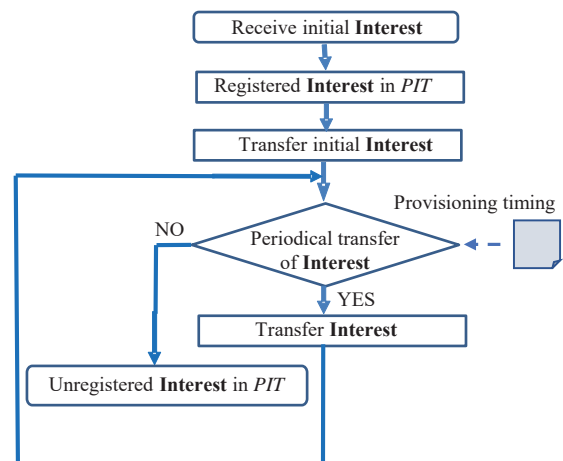 Receive initial Interest
Registered Interest in PIT
Transfer initial Interest
Provisioning timing
NO
Periodical transfer
of Interest
YES
Transfer Interest
Unregistered Interest in PIT